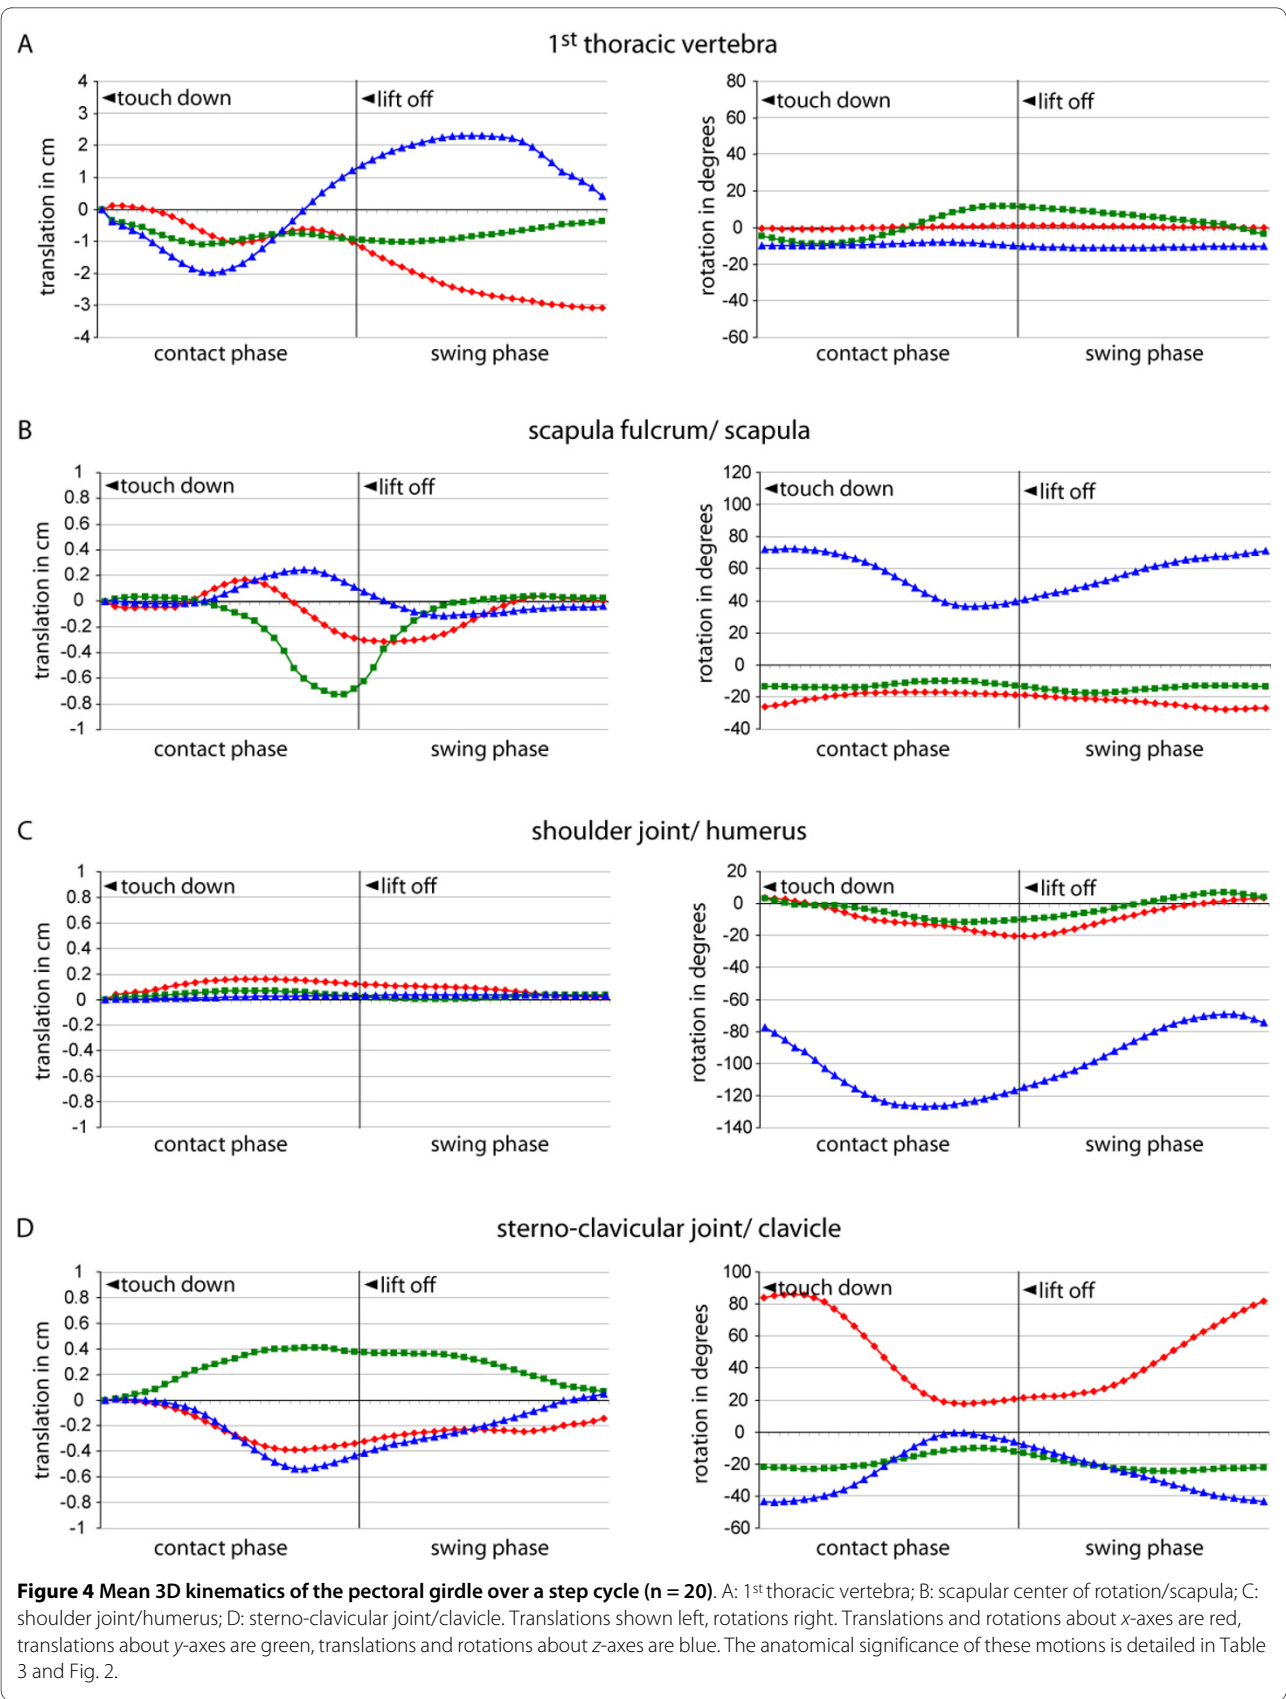 A
1st thoracic vertebra
translation in cm
4
3
2
1
0
-1
-2
-3
-4
◄touch down
◄lift off
contact phase
swing phase
rotation in degrees
80
60
40
20
0
-20
-40
-60
◄touch down
◄lift off
contact phase
swing phase
B
scapula fulcrum/ scapula
translation in cm
1
0.8
0.6
0.4
0.2
0
-0.2
-0.4
-0.6
-0.8
-1
◄touch down
◄lift off
contact phase
swing phase
rotation in degrees
120
100
80
60
40
20
0
-20
-40
◄touch down
◄lift off
contact phase
swing phase
C
shoulder joint/ humerus
translation in cm
1
0.8
0.6
0.4
0.2
0
-0.2
-0.4
-0.6
-0.8
-1
◄touch down
◄lift off
contact phase
swing phase
rotation in degrees
20
0
-20
-40
-60
-80
-100
-120
-140
◄touch down
◄lift off
contact phase
swing phase
D
sterno-clavicular joint/ clavicle
translation in cm
1
0.8
0.6
0.4
0.2
0
-0.2
-0.4
-0.6
-0.8
-1
◄touch down
◄lift off
contact phase
swing phase
rotation in degrees
100
80
60
40
20
0
-20
-40
-60
◄touch down
◄lift off
contact phase
swing phase
Figure 4 Mean 3D kinematics of the pectoral girdle over a step cycle (n = 20). A: 1st thoracic vertebra; B: scapular center of rotation/scapula; C:
shoulder joint/humerus; D: sterno-clavicular joint/clavicle. Translations shown left, rotations right. Translations and rotations about x-axes are red,
translations about y-axes are green, translations and rotations about z-axes are blue. The anatomical significance of these motions is detailed in Table
3 and Fig. 2.